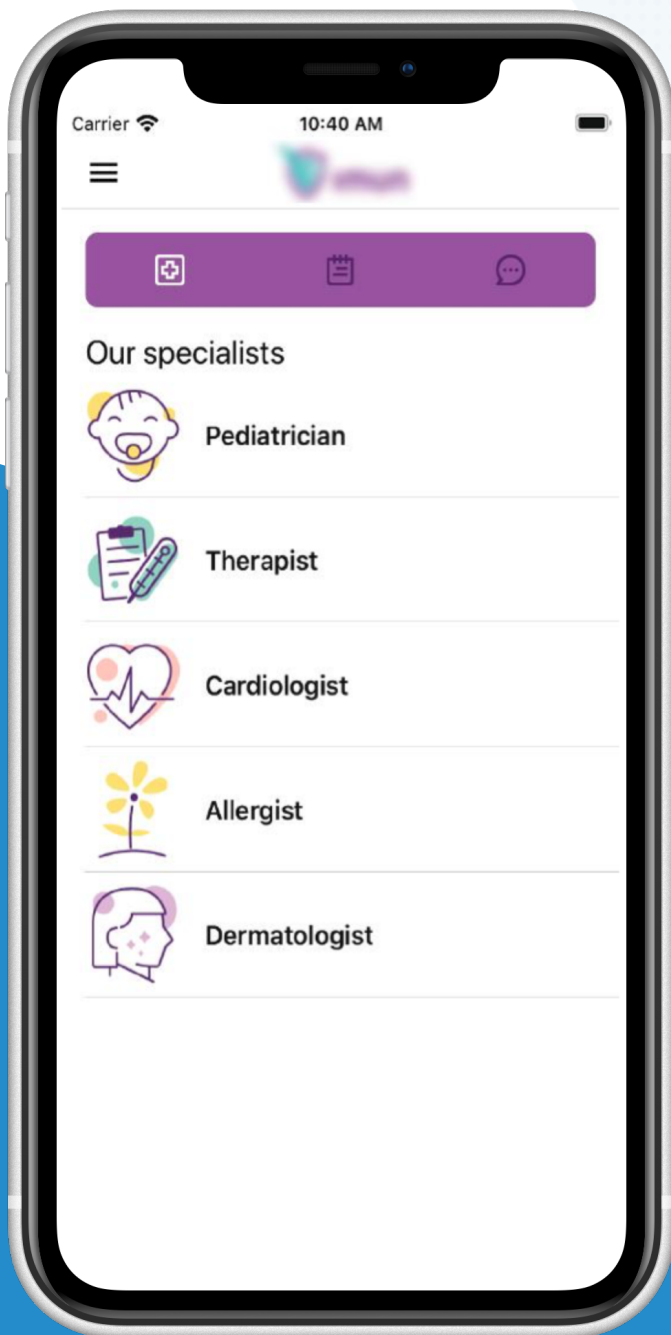 Carrier
10:40 AM
Our specialists
Pediatrician
Therapist
Cardiologist
Allergist
Dermatologist